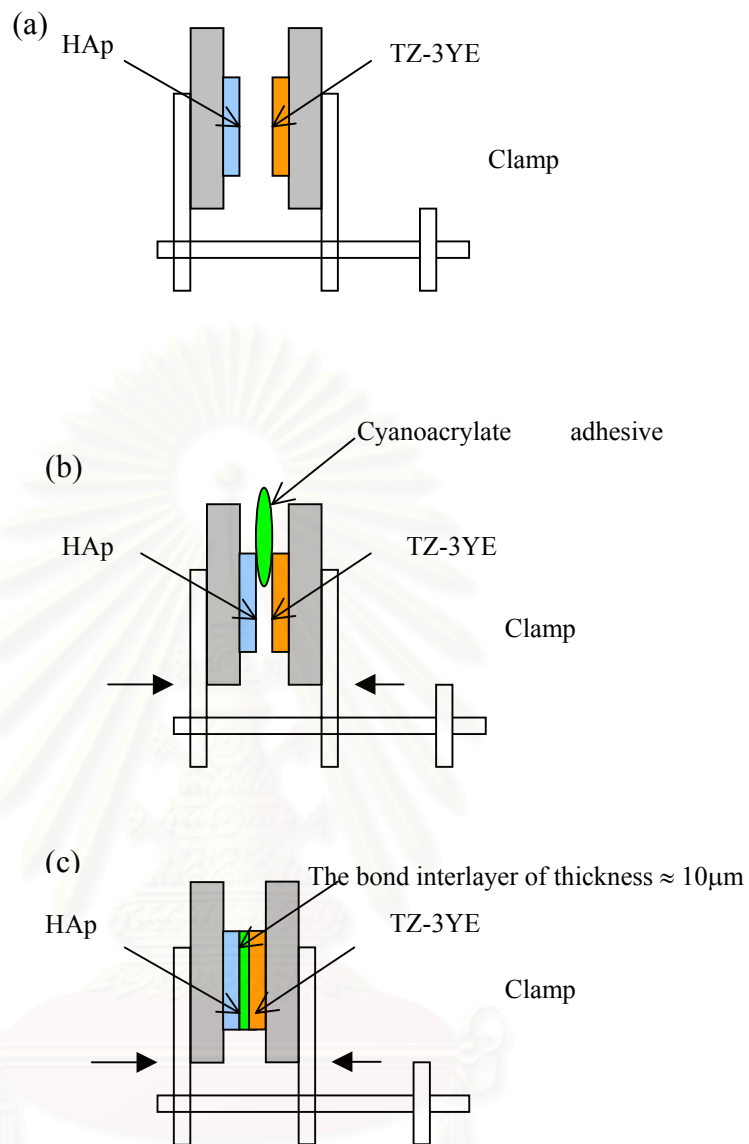 (a)
HAp
TZ-3YE
Clamp
Cyanoacrylate adhesive
(b)
HAp
TZ-3YE
Clamp
(c)
The bond interlayer of thickness ≈ 10μm
HAp
TZ-3YE
Clamp